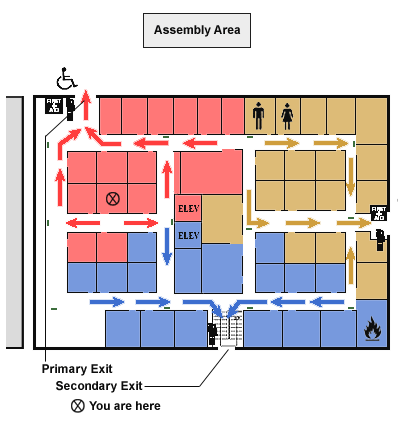 Assembly Area
FIRST
AID
FIRST
AID
ELEV
ELEV
Primary Exit
Secondary Exit
You are here